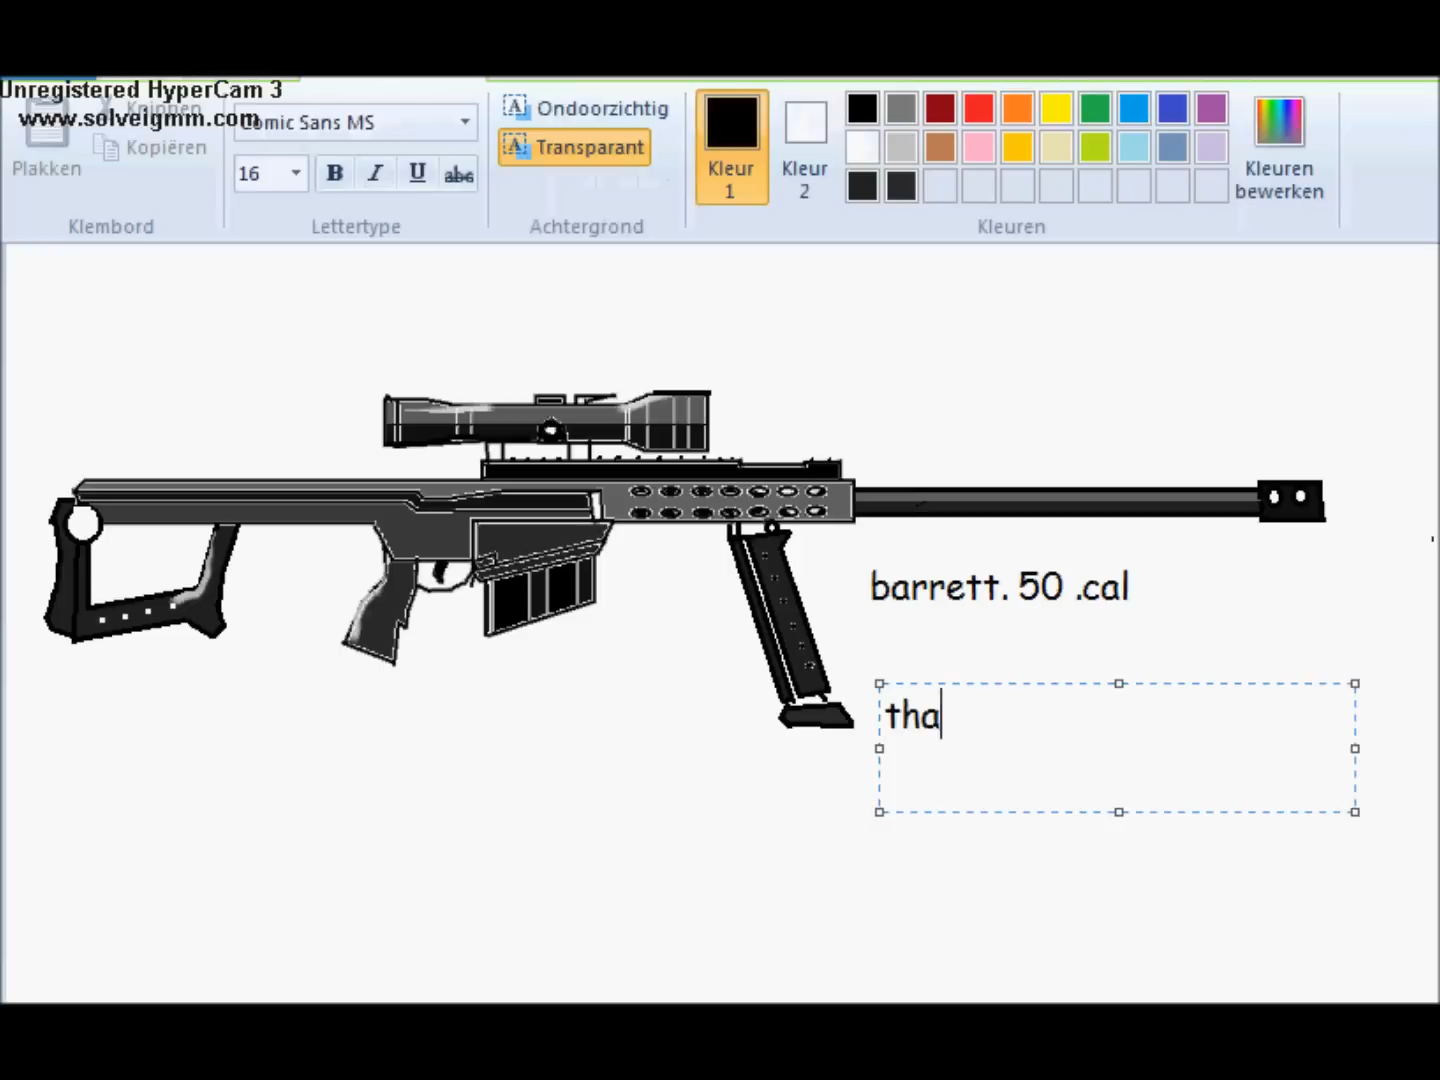 Unregistered HyperCam 3
www.solveigmm.com
Knippen
Plakken
Kopiëren
Klembord
Comic Sans MS
16
B I U abc
Lettertype
A Ondoorzichtig
A Transparant
Achtergrond
Kleur 1
Kleur 2
Kleuren bewerken
Kleuren
barrett. 50 .cal
tha